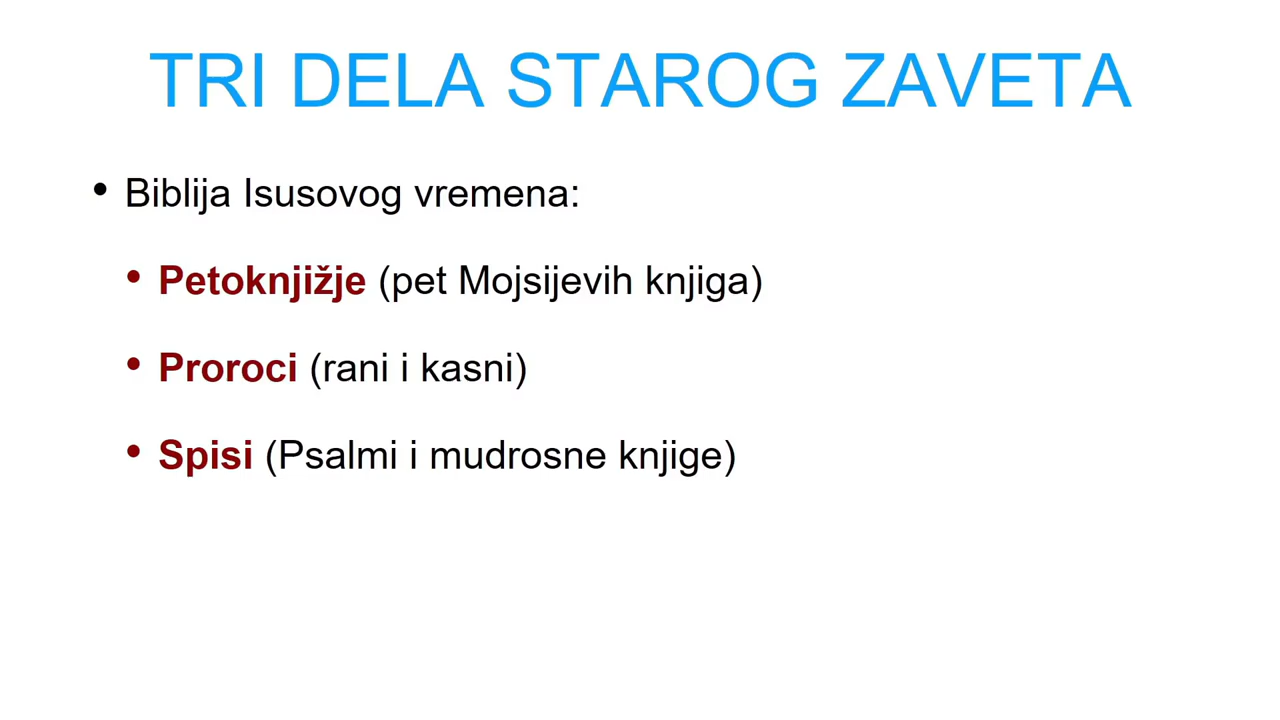 TRI DELA STAROG ZAVETA
• Biblija Isusovog vremena:
• Petoknjižje (pet Mojsijevih knjiga)
• Proroci (rani i kasni)
• Spisi (Psalmi i mudrosne knjige)